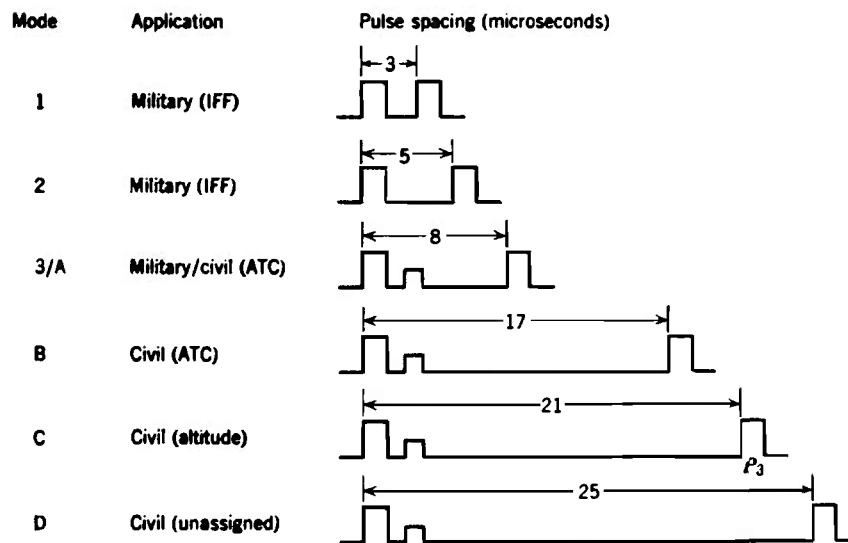 Mode Application Pulse spacing (microseconds)
3
1 Military (IFF)
5
2 Military (IFF)
8
3/A Military/civil (ATC)
17
B Civil (ATC)
21
C Civil (altitude)
P3
25
D Civil (unassigned)